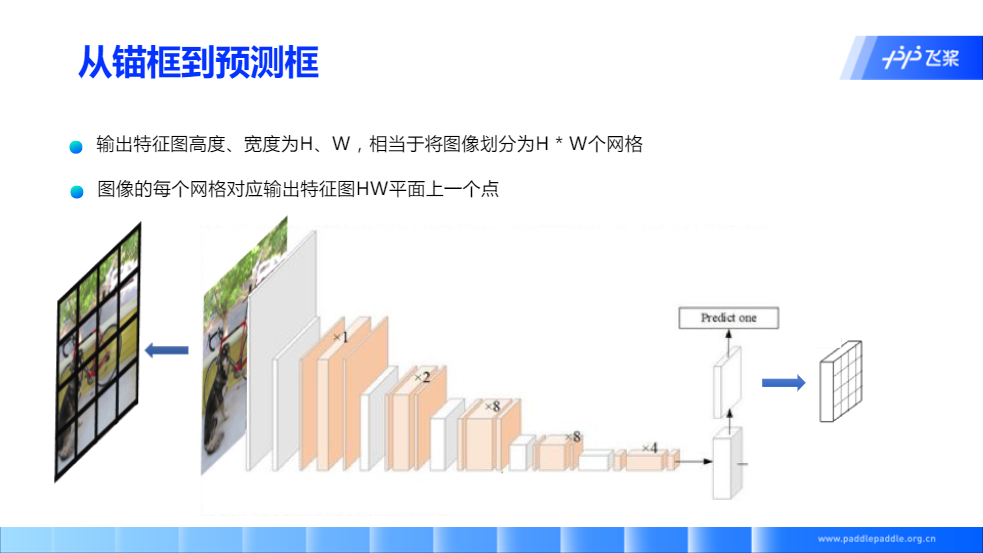 从锚框到预测框
飞桨
输出特征图高度、宽度为H、W，相当于将图像划分为H * W个网格
图像的每个网格对应输出特征图HW平面上一个点
Predict one
×1
×2
×8
×8
×4
www.paddlepaddle.org.cn